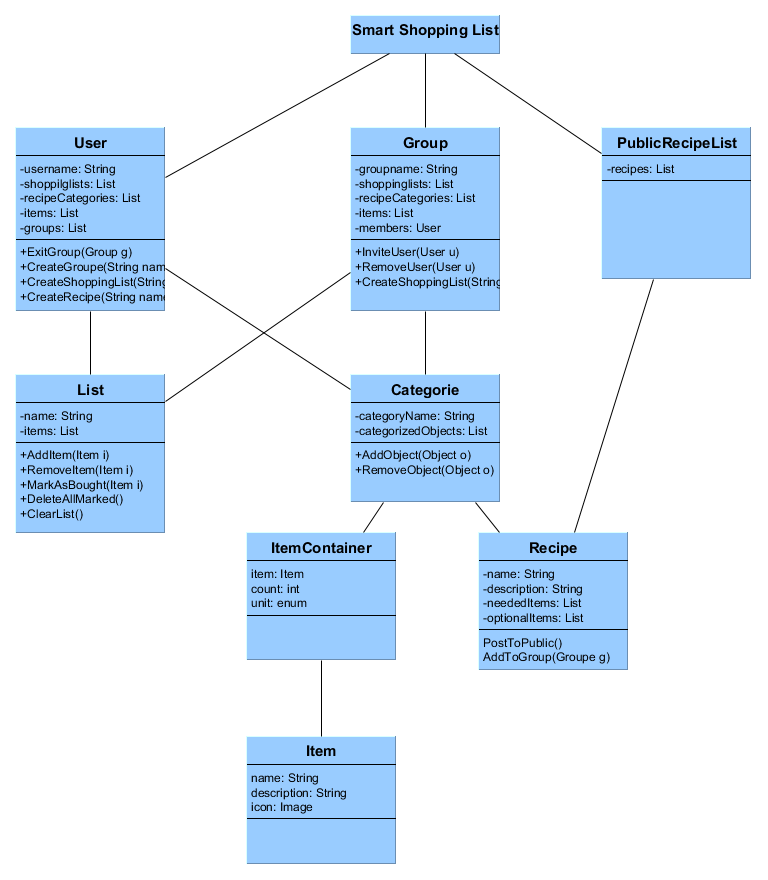 Smart Shopping List
User
-username: String
-shoppilglists: List
-recipeCategories: List
-items: List
-groups: List
+ExitGroup(Group g)
+CreateGroupe(String nam
+CreateShoppingList(String
+CreateRecipe(String name
Group
-groupname: String
-shoppinglists: List
-recipeCategories: List
-items: List
-members: User
+InviteUser(User u)
+RemoveUser(User u)
+CreateShoppingList(String
PublicRecipeList
-recipes: List
List
-name: String
-items: List
+AddItem(Item i)
+RemoveItem(Item i)
+MarkAsBought(Item i)
+DeleteAllMarked()
+ClearList()
Categorie
-categoryName: String
-categorizedObjects: List
+AddObject(Object o)
+RemoveObject(Object o)
ItemContainer
item: Item
count: int
unit: enum
Recipe
-name: String
-description: String
-neededItems: List
-optionalItems: List
PostToPublic()
AddToGroup(Groupe g)
Item
name: String
description: String
icon: Image